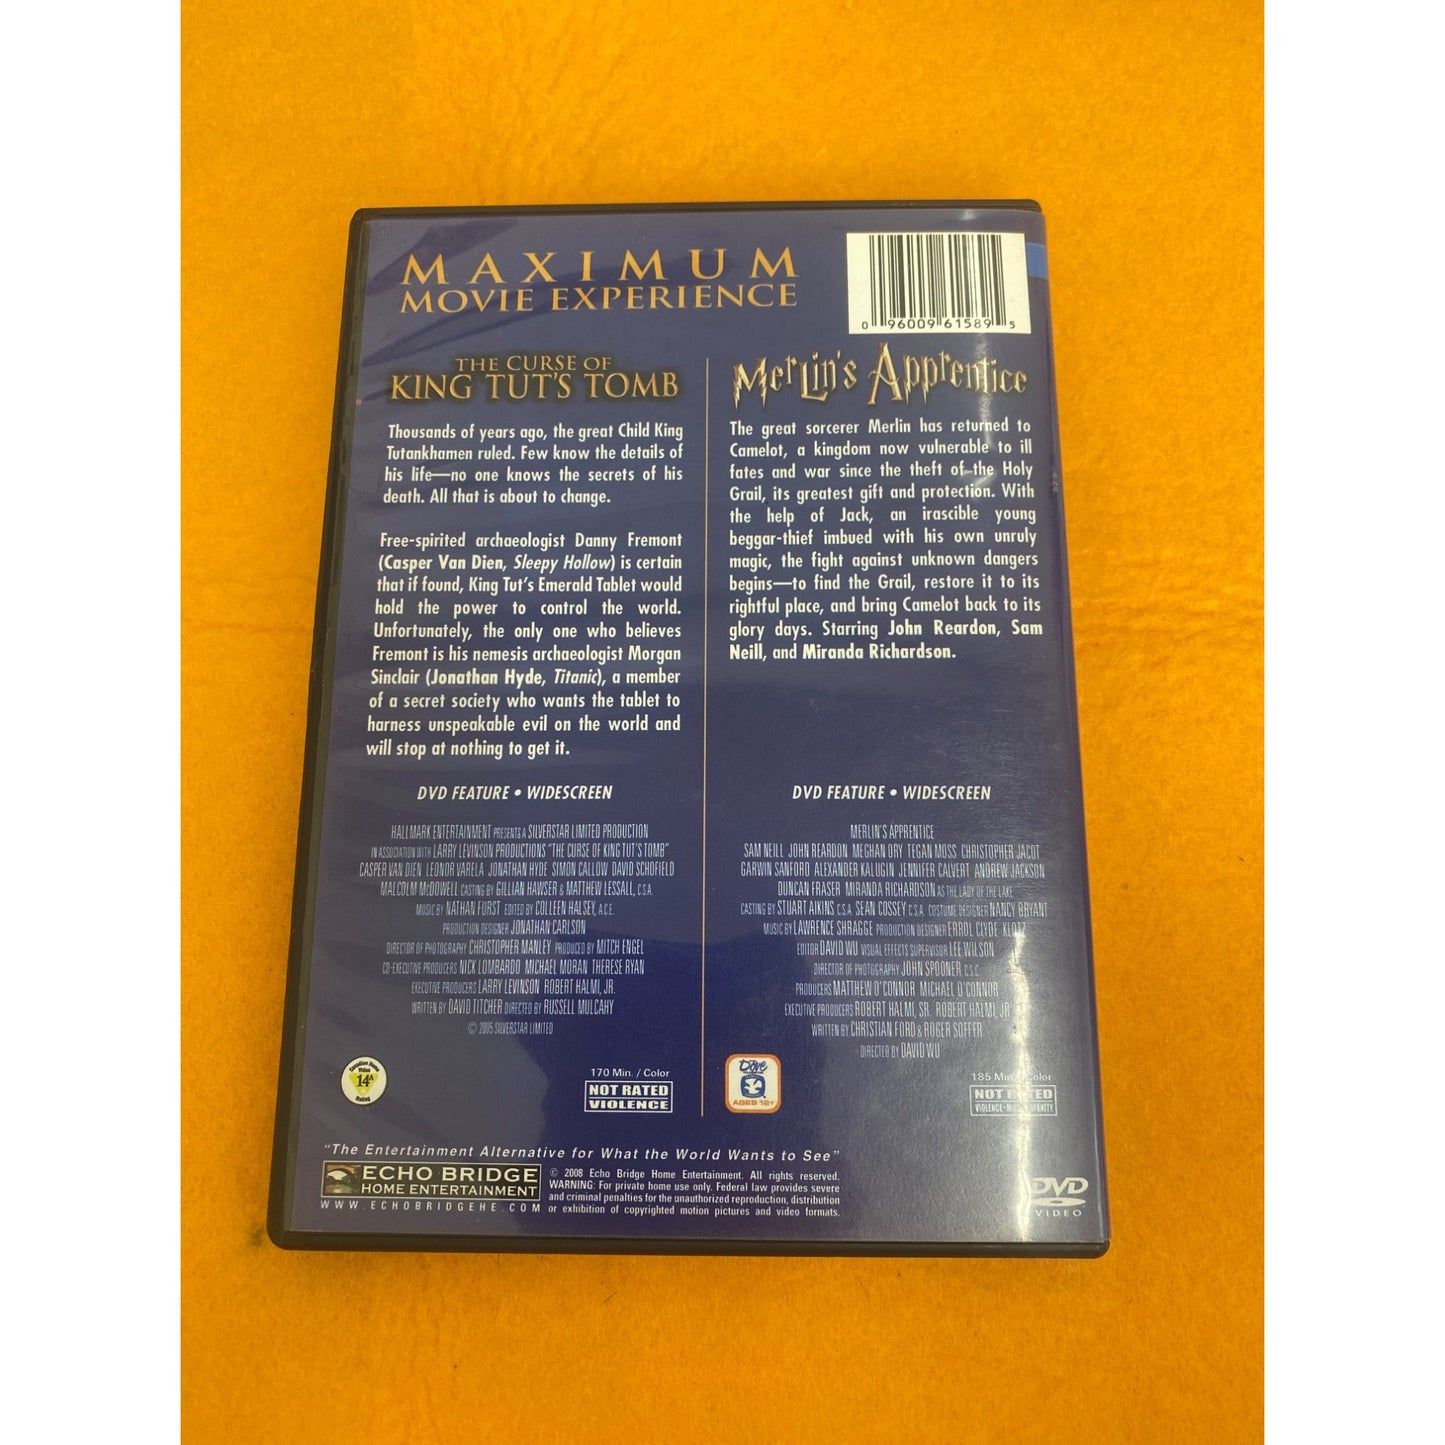 MAXIMUM
MOVIE EXPERIENCE
0 96009 61589 5
THE CURSE OF
KING TUT'S TOMB
Thousands of years ago, the great Child King
Tutankhamen ruled. Few know the details of
his life—no one knows the secrets of his
death. All that is about to change.
Free-spirited archaeologist Danny Fremont
(Casper Van Dien, Sleepy Hollow) is certain
that if found, King Tut's Emerald Tablet would
hold the power to control the world.
Unfortunately, the only one who believes
Fremont is his nemesis archaeologist Morgan
Sinclair (Jonathan Hyde, Titanic), a member
of a secret society who wants the tablet to
harness unspeakable evil on the world and
will stop at nothing to get it.
DVD FEATURE • WIDESCREEN
HALLMARK ENTERTAINMENT PRESENTS A SILVERSTAR LIMITED PRODUCTION
IN ASSOCIATION WITH LARRY LEVINSON PRODUCTIONS "THE CURSE OF KING TUT'S TOMB"
CASPER VAN DIEN LEONOR VARELA JONATHAN HYDE SIMON CALLOW DAVID SCHOFIELD
MALCOLM McDOWELL CASTING BY GILLIAN HAWSER & MATTHEW LESSALL, C.S.A.
MUSIC BY NATHAN FURST EDITED BY COLLEEN HALSEY, A.C.E.
PRODUCTION DESIGNER JONATHAN CARLSON
DIRECTOR OF PHOTOGRAPHY CHRISTOPHER MANLEY PRODUCED BY MITCH ENGEL
CO-EXECUTIVE PRODUCERS NICK LOMBARDO MICHAEL MORAN THERESE RYAN
EXECUTIVE PRODUCERS LARRY LEVINSON ROBERT HALMI, JR.
WRITTEN BY DAVID TITCHER DIRECTED BY RUSSELL MULCAHY
© 2005 SILVERSTAR LIMITED
Canadian Home
Video
14A
Rating
170 Min. / Color
NOT RATED
VIOLENCE
Merlin's Apprentice
The great sorcerer Merlin has returned to
Camelot, a kingdom now vulnerable to ill
fates and war since the theft of the Holy
Grail, its greatest gift and protection. With
the help of Jack, an irascible young
beggar-thief imbued with his own unruly
magic, the fight against unknown dangers
begins—to find the Grail, restore it to its
rightful place, and bring Camelot back to its
glory days. Starring John Reardon, Sam
Neill, and Miranda Richardson.
DVD FEATURE • WIDESCREEN
MERLIN'S APPRENTICE
SAM NEILL JOHN REARDON MEGHAN ORY TEGAN MOSS CHRISTOPHER JACOT
GARWIN SANFORD ALEXANDER KALUGIN JENNIFER CALVERT ANDREW JACKSON
DUNCAN FRASER MIRANDA RICHARDSON AS THE LADY OF THE LAKE
CASTING BY STUART AIKINS C.S.A. SEAN COSSEY C.S.A. COSTUME DESIGNER NANCY BRYANT
MUSIC BY LAWRENCE SHRAGGE PRODUCTION DESIGNER ERROL CLYDE KLOTZ
EDITOR DAVID WU VISUAL EFFECTS SUPERVISOR LEE WILSON
DIRECTOR OF PHOTOGRAPHY JOHN SPOONER C.S.C.
PRODUCERS MATTHEW O'CONNOR MICHAEL O'CONNOR
EXECUTIVE PRODUCERS ROBERT HALMI, SR. ROBERT HALMI, JR.
WRITTEN BY CHRISTIAN FORD & ROGER SOFFER
DIRECTED BY DAVID WU
Dove
AGES 12+
185 Min. / Color
NOT RATED
"The Entertainment Alternative for What the World Wants to See"
ECHO BRIDGE
HOME ENTERTAINMENT
WWW.ECHOBRIDGEHE.COM
© 2008 Echo Bridge Home Entertainment. All rights reserved.
WARNING: For private home use only. Federal law provides severe
and criminal penalties for the unauthorized reproduction, distribution
or exhibition of copyrighted motion pictures and video formats.
DVD
VIDEO